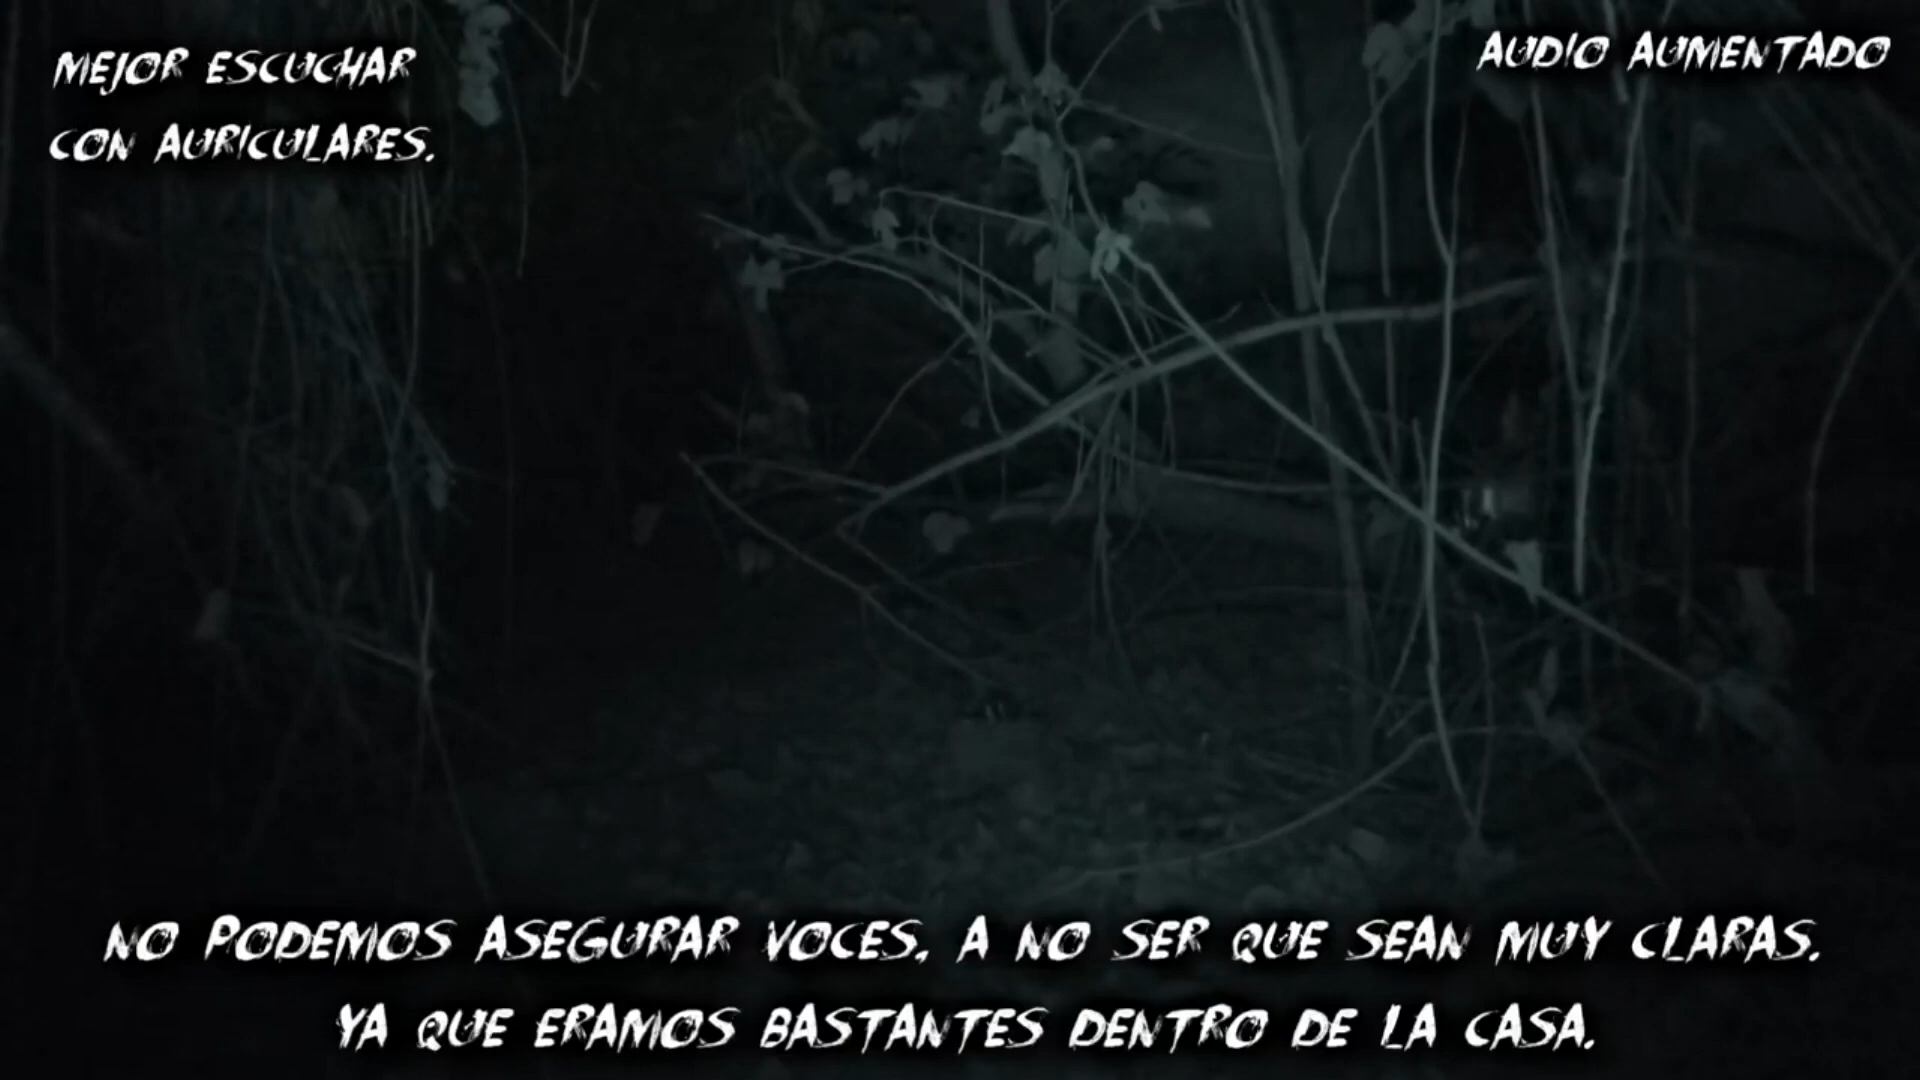 MEJOR ESCUCHAR
CON AURICULARES.
AUDIO AUMENTADO
NO PODEMOS ASEGURAR VOCES, A NO SER QUE SEAN MUY CLARAS.
YA QUE ERAMOS BASTANTES DENTRO DE LA CASA.